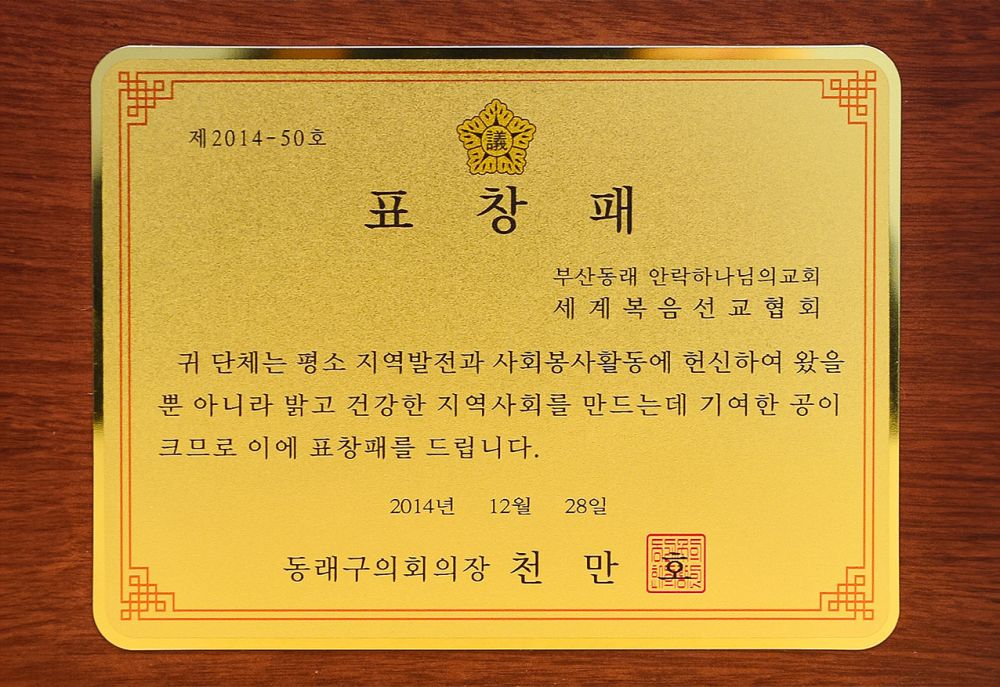 제2014-50호
議
표 창 패
부산동래 안락하나님의교회
세계복음선교협회
귀 단체는 평소 지역발전과 사회봉사활동에 헌신하여 왔을
뿐 아니라 밝고 건강한 지역사회를 만드는데 기여한 공이
크므로 이에 표창패를 드립니다.
2014년 12월 28일
동래구의회의장 천 만 호